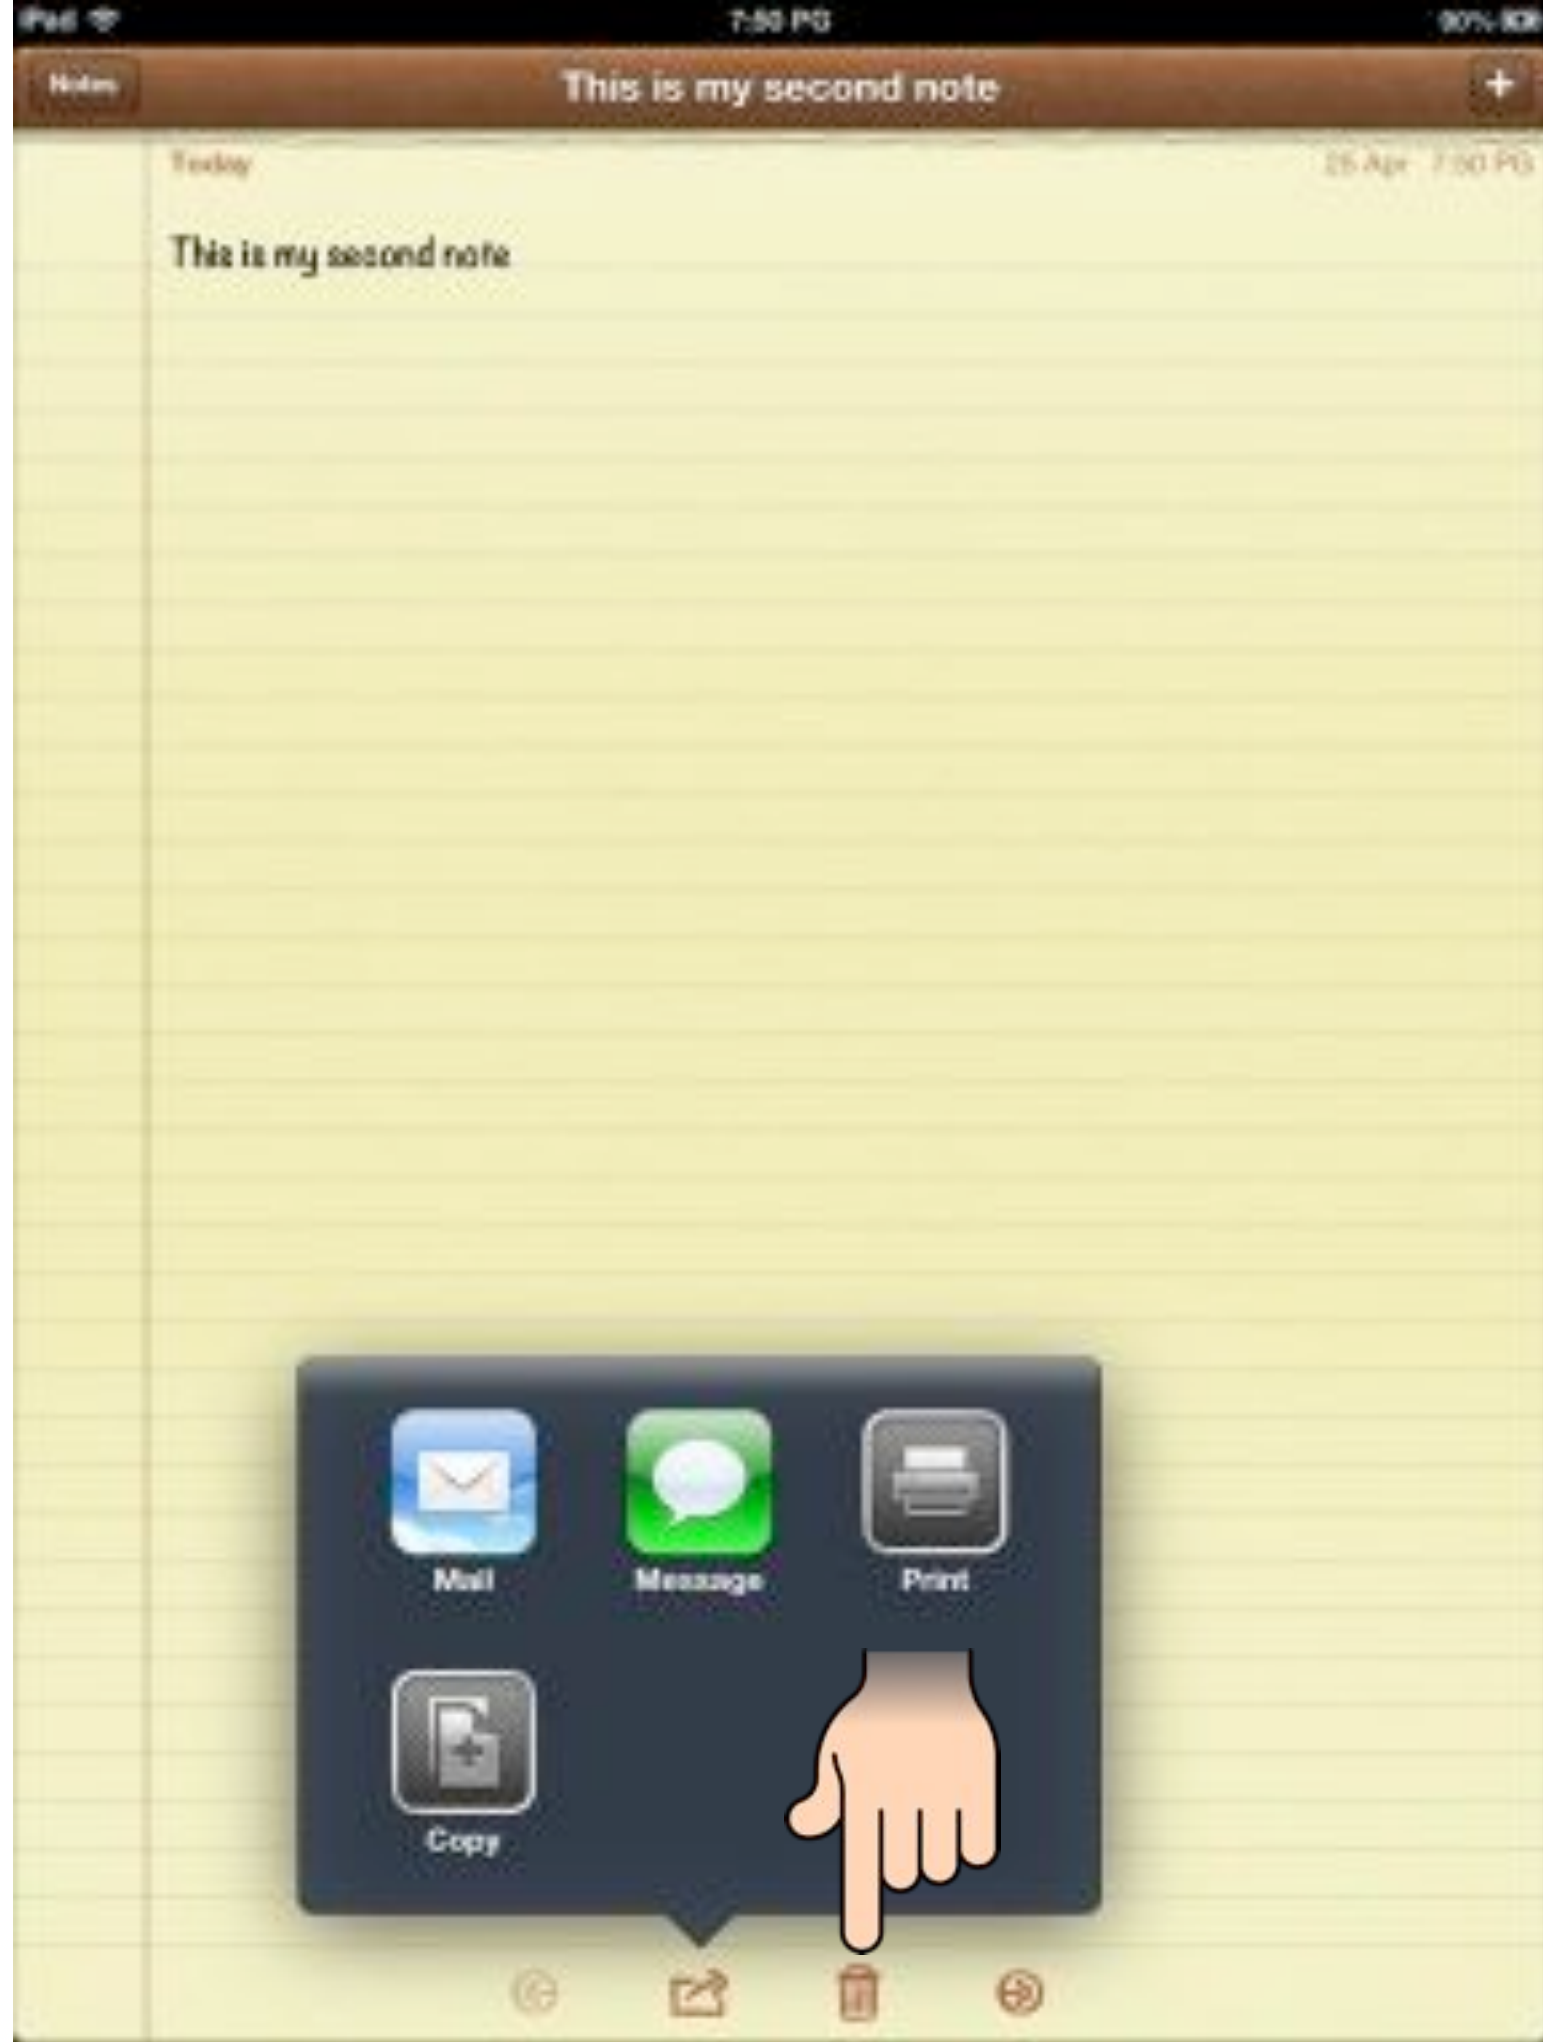 iPad 7:50 PG 90%
Notes This is my second note +
Today 25 Apr 7:50 PG
This is my second note
Mail Message Print
Copy